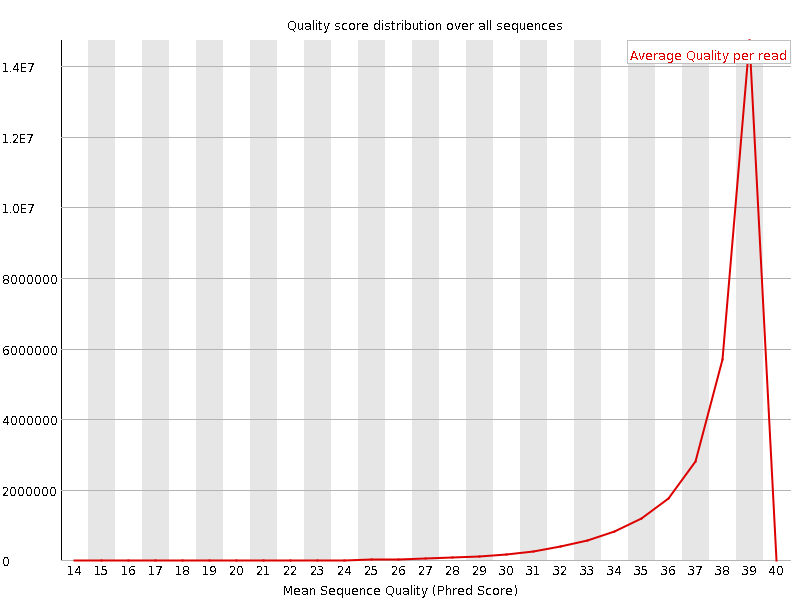 Quality score distribution over all sequences
Average Quality per read
1.4E7
1.2E7
1.0E7
8000000
6000000
4000000
2000000
0
14 15 16 17 18 19 20 21 22 23 24 25 26 27 28 29 30 31 32 33 34 35 36 37 38 39 40
Mean Sequence Quality (Phred Score)